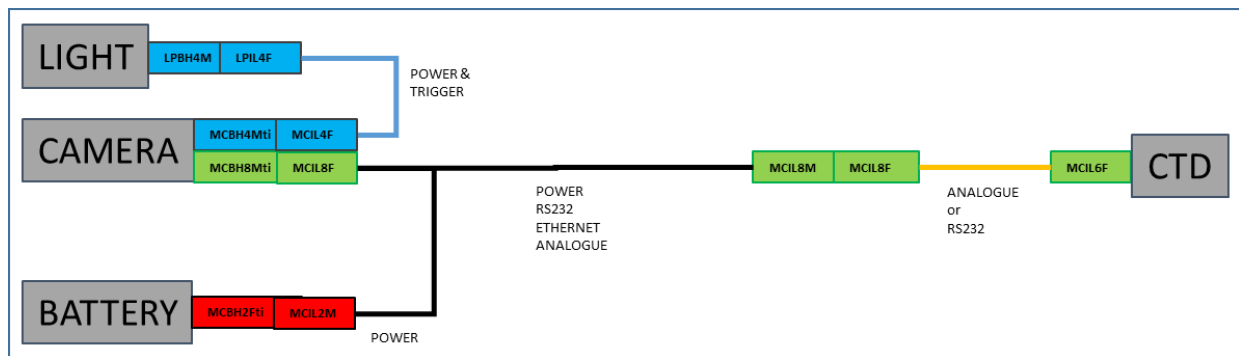 LIGHT
LPBH4M
LPIL4F
POWER &
TRIGGER
CAMERA
MCBH4Mti
MCIL4F
MCBH8Mti
MCIL8F
MCIL8M
MCIL8F
MCIL6F
CTD
POWER
RS232
ETHERNET
ANALOGUE
ANALOGUE
or
RS232
BATTERY
MCBH2Fti
MCIL2M
POWER